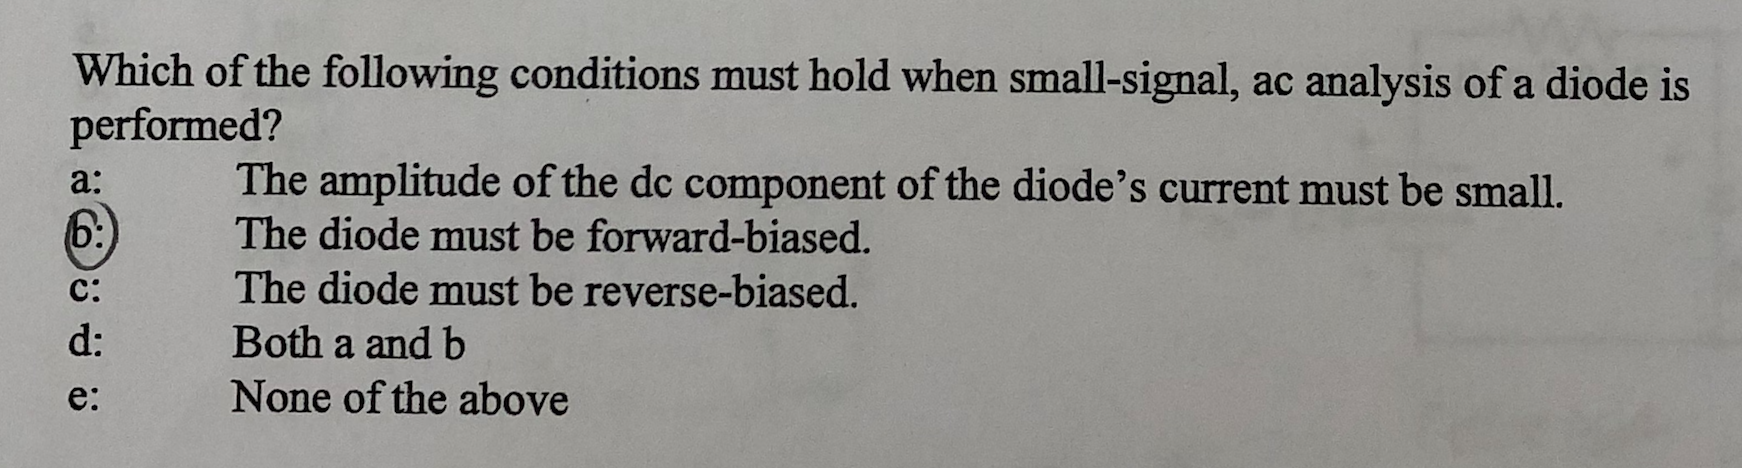 Which of the following conditions must hold when small-signal, ac analysis of a diode is
performed?
a: The amplitude of the dc component of the diode's current must be small.
b: The diode must be forward-biased.
c: The diode must be reverse-biased.
d: Both a and b
e: None of the above